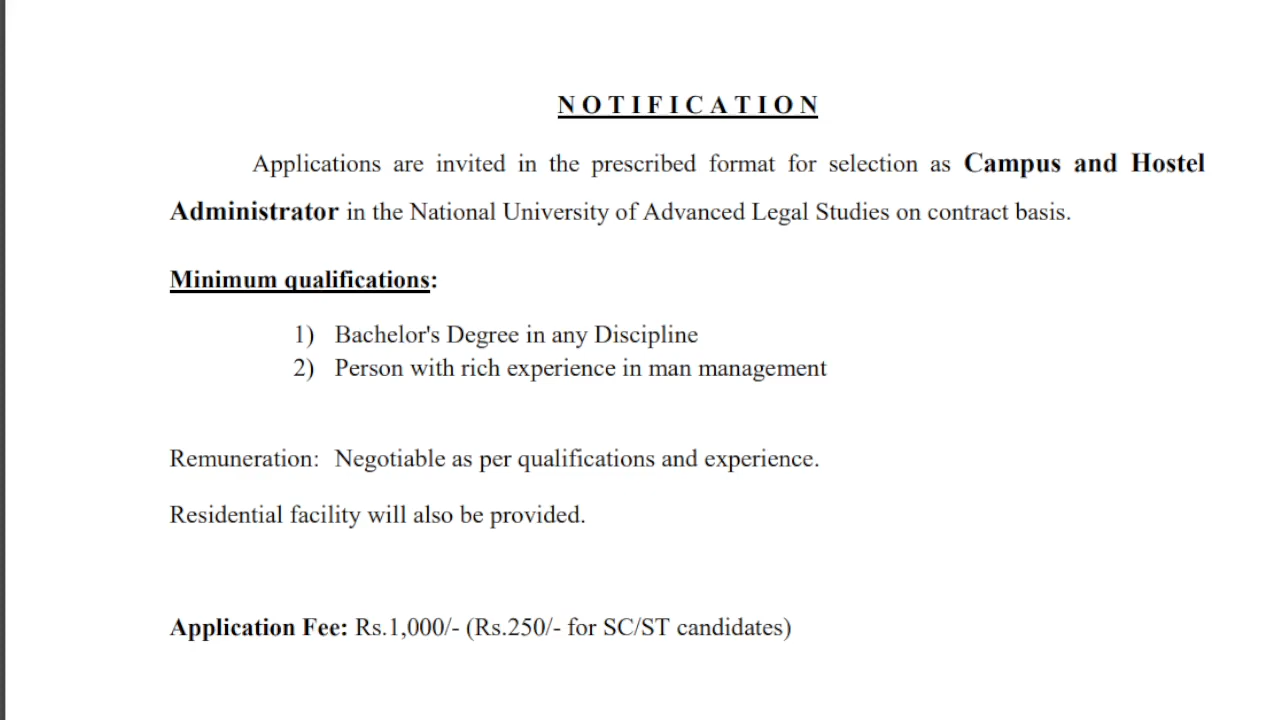 NOTIFICATION
Applications are invited in the prescribed format for selection as Campus and Hostel
Administrator in the National University of Advanced Legal Studies on contract basis.
Minimum qualifications:
1) Bachelor's Degree in any Discipline
2) Person with rich experience in man management
Remuneration: Negotiable as per qualifications and experience.
Residential facility will also be provided.
Application Fee: Rs.1,000/- (Rs.250/- for SC/ST candidates)